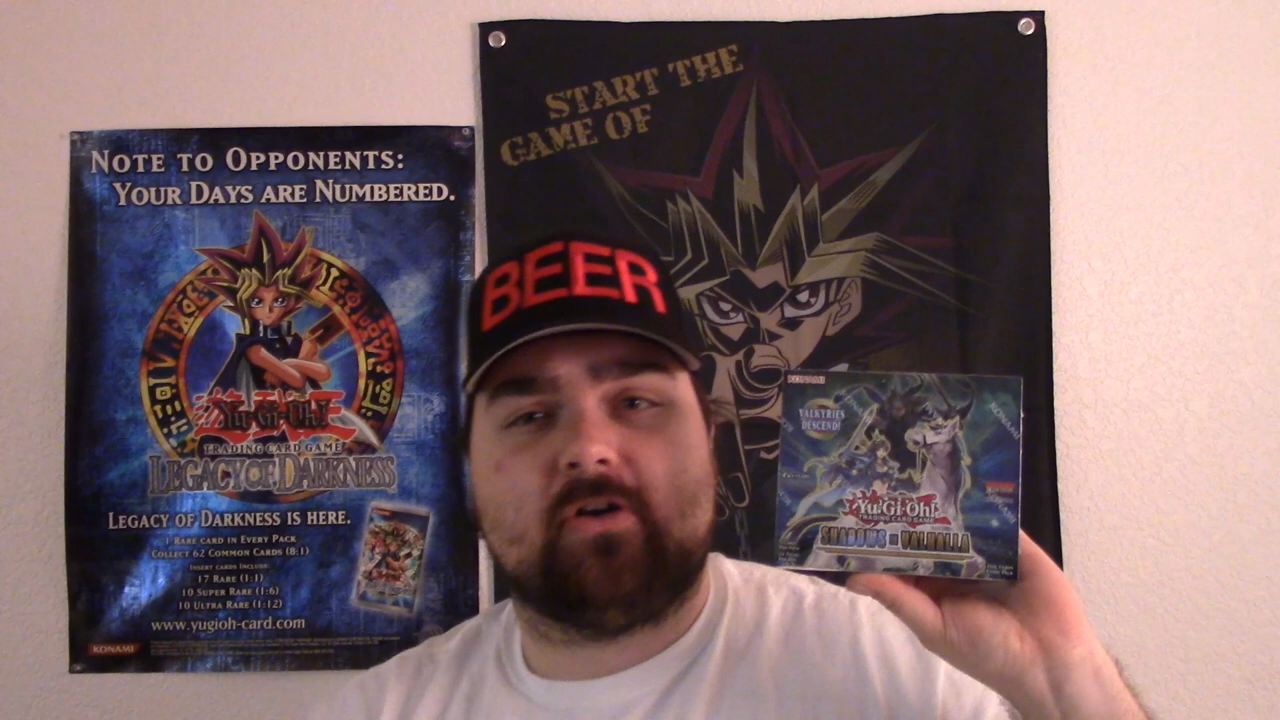 NOTE TO OPPONENTS:
YOUR DAYS ARE NUMBERED.
Yu-Gi-Oh!
TRADING CARD GAME
LEGACY OF DARKNESS
LEGACY OF DARKNESS IS HERE.
1 RARE CARD IN EVERY PACK
COLLECT 62 COMMON CARDS (8:1)
INSERT CARDS INCLUDE:
17 RARE (1:1)
10 SUPER RARE (1:6)
10 ULTRA RARE (1:12)
www.yugioh-card.com
KONAMI
START THE
GAME OF
BEER
KONAMI
VALKYRIES
DESCEND!
KONAMI
Yu-Gi-Oh!
TRADING CARD GAME
SHADOWS IN VALHALLA
KONAMI